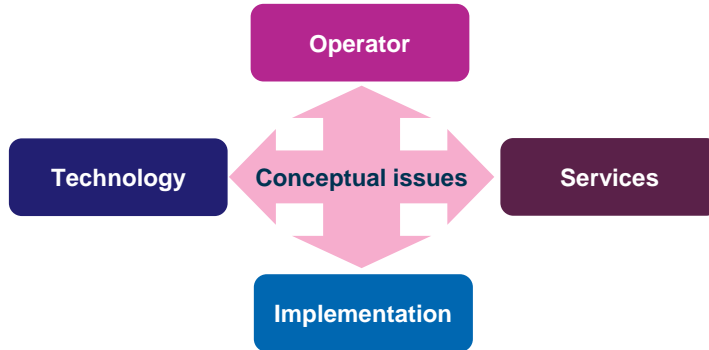 Operator
Technology
Conceptual issues
Services
Implementation